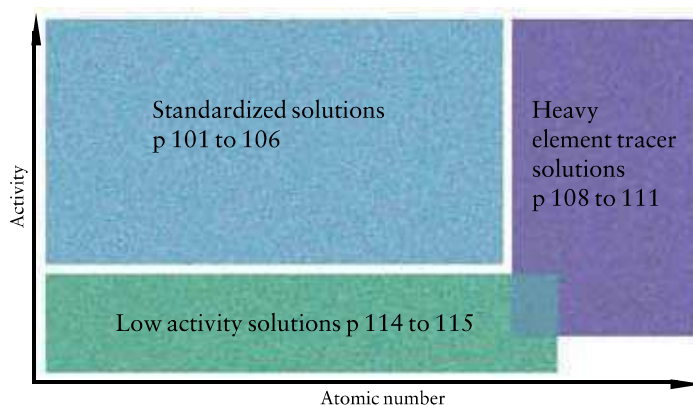 Standardized solutions
p 101 to 106
Heavy
element tracer
solutions
p 108 to 111
Low activity solutions p 114 to 115
Activity
Atomic number